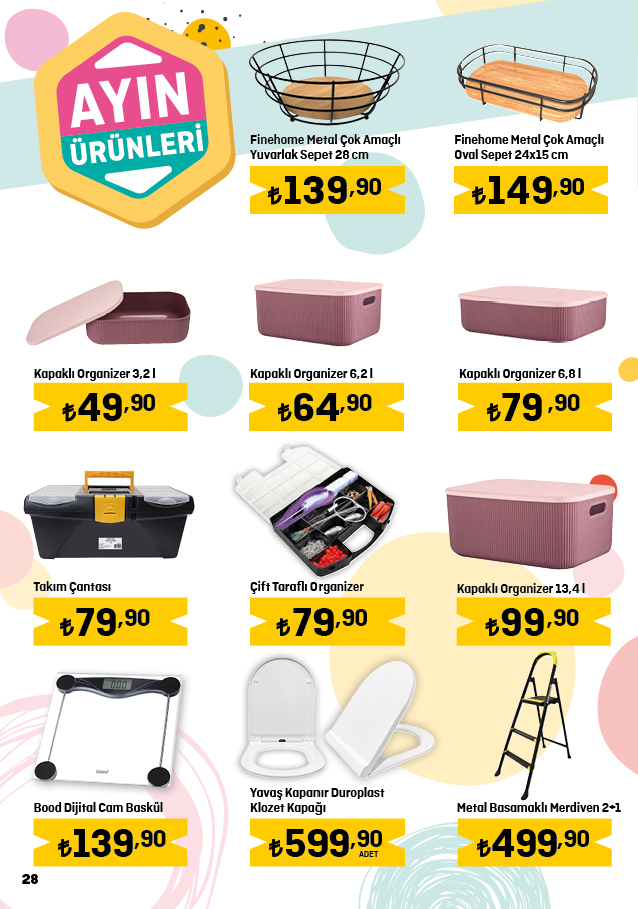 AYIN
ÜRÜNLERİ
Finehome Metal Çok Amaçlı
Yuvarlak Sepet 28 cm
₺139,90
Finehome Metal Çok Amaçlı
Oval Sepet 24x15 cm
₺149,90
Kapaklı Organizer 3,2 l
₺49,90
Kapaklı Organizer 6,2 l
₺64,90
Kapaklı Organizer 6,8 l
₺79,90
Takım Çantası
₺79,90
Çift Taraflı Organizer
₺79,90
Kapaklı Organizer 13,4 l
₺99,90
bood
Bood Dijital Cam Baskül
₺139,90
Yavaş Kapanır Duroplast
Klozet Kapağı
₺599,90
ADET
Metal Basamaklı Merdiven 2+1
₺499,90
28